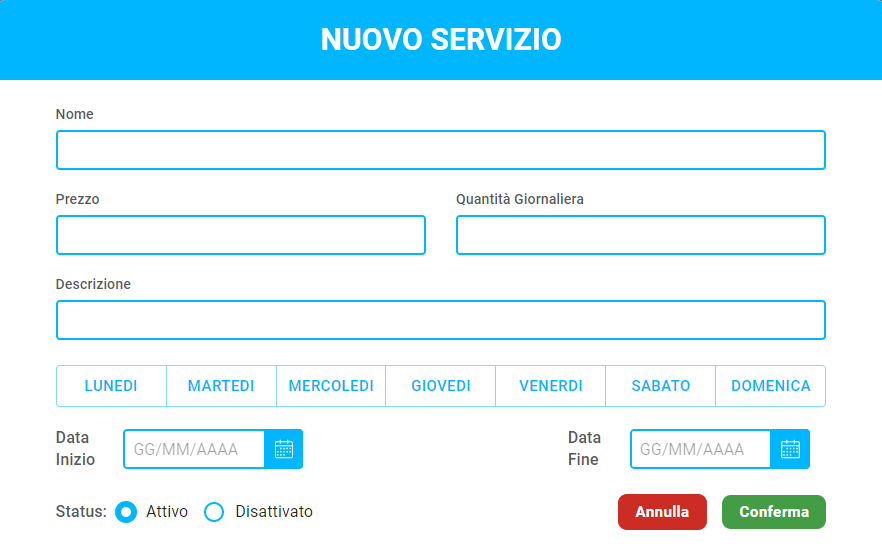 NUOVO SERVIZIO
Nome
Prezzo Quantità Giornaliera
Descrizione
LUNEDI MARTEDI MERCOLEDI GIOVEDI VENERDI SABATO DOMENICA
Data Inizio GG/MM/AAAA Data Fine GG/MM/AAAA
Status: Attivo Disattivato Annulla Conferma